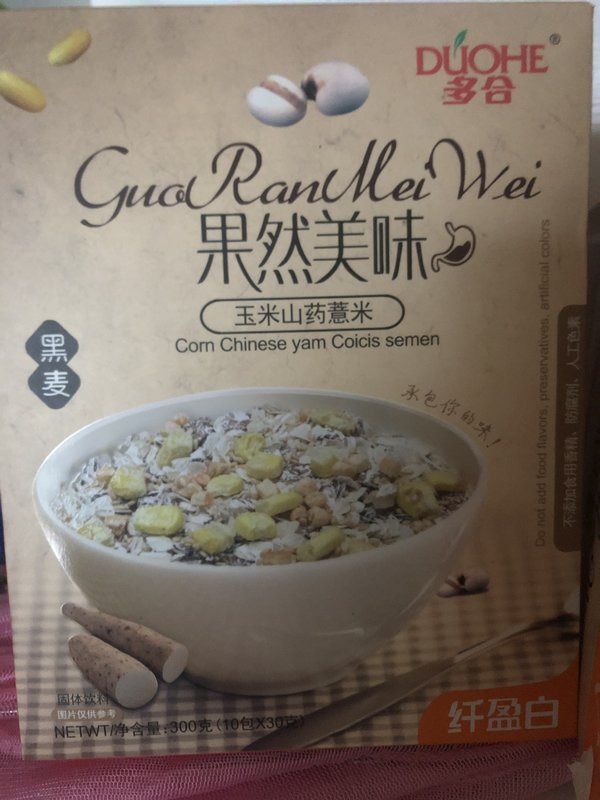 DUOHE®
多合
GuoRanMeiWei
果然美味
玉米山药薏米
Corn Chinese yam Coicis semen
黑麦
承包你的味!
Do not add food flavors, preservatives, artificial colors
不添加食用香精、防腐剂、人工色素
固体饮料
图片仅供参考
NETWT/净含量:300克(10包X30克)
纤盈白